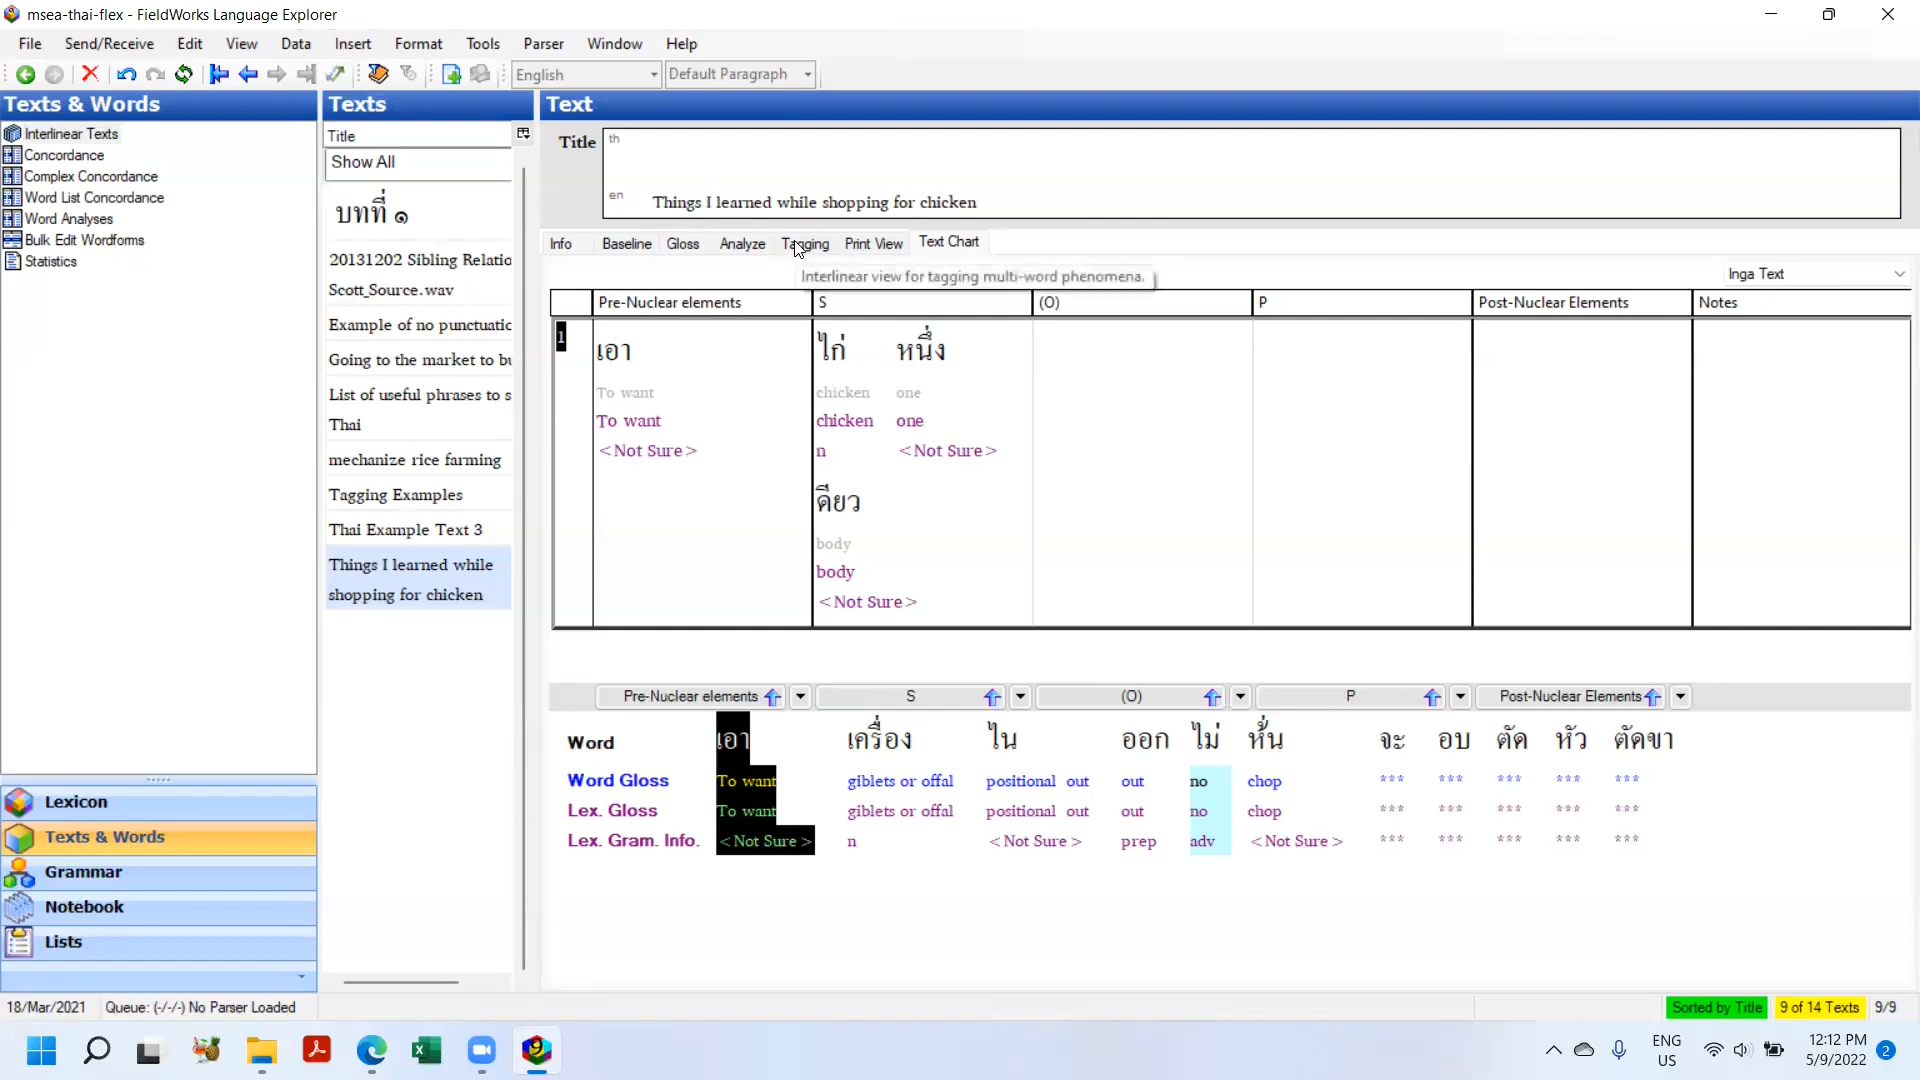 msea-thai-flex - FieldWorks Language Explorer
File Send/Receive Edit View Data Insert Format Tools Parser Window Help
English Default Paragraph
Texts & Words
Interlinear Texts
Concordance
Complex Concordance
Word List Concordance
Word Analyses
Bulk Edit Wordforms
Statistics
Lexicon
Texts & Words
Grammar
Notebook
Lists
Texts
Title
Show All
บทที่ ๑
20131202 Sibling Relatio
Scott_Source.wav
Example of no punctuatic
Going to the market to bu
List of useful phrases to s
Thai
mechanize rice farming
Tagging Examples
Thai Example Text 3
Things I learned while
shopping for chicken
Text
Title th
en Things I learned while shopping for chicken
Info Baseline Gloss Analyze Tagging Print View Text Chart
Interlinear view for tagging multi-word phenomena.
Inga Text
Pre-Nuclear elements S (O) P Post-Nuclear Elements Notes
1 เอา ไก่ หนึ่ง
To want chicken one
To want chicken one
<Not Sure> n <Not Sure>
ดียว
body
body
<Not Sure>
Pre-Nuclear elements S (O) P Post-Nuclear Elements
Word เอา เครื่อง ใน ออก ไม่ หั้น จะ อบ ตัด หัว ตัดขา
Word Gloss To want giblets or offal positional out out no chop *** *** *** *** ***
Lex. Gloss To want giblets or offal positional out out no chop *** *** *** *** ***
Lex. Gram. Info. <Not Sure> n <Not Sure> prep adv <Not Sure> *** *** *** *** ***
18/Mar/2021 Queue: (-/-/-) No Parser Loaded
Sorted by Title 9 of 14 Texts 9/9
ENG
US
12:12 PM
5/9/2022
2